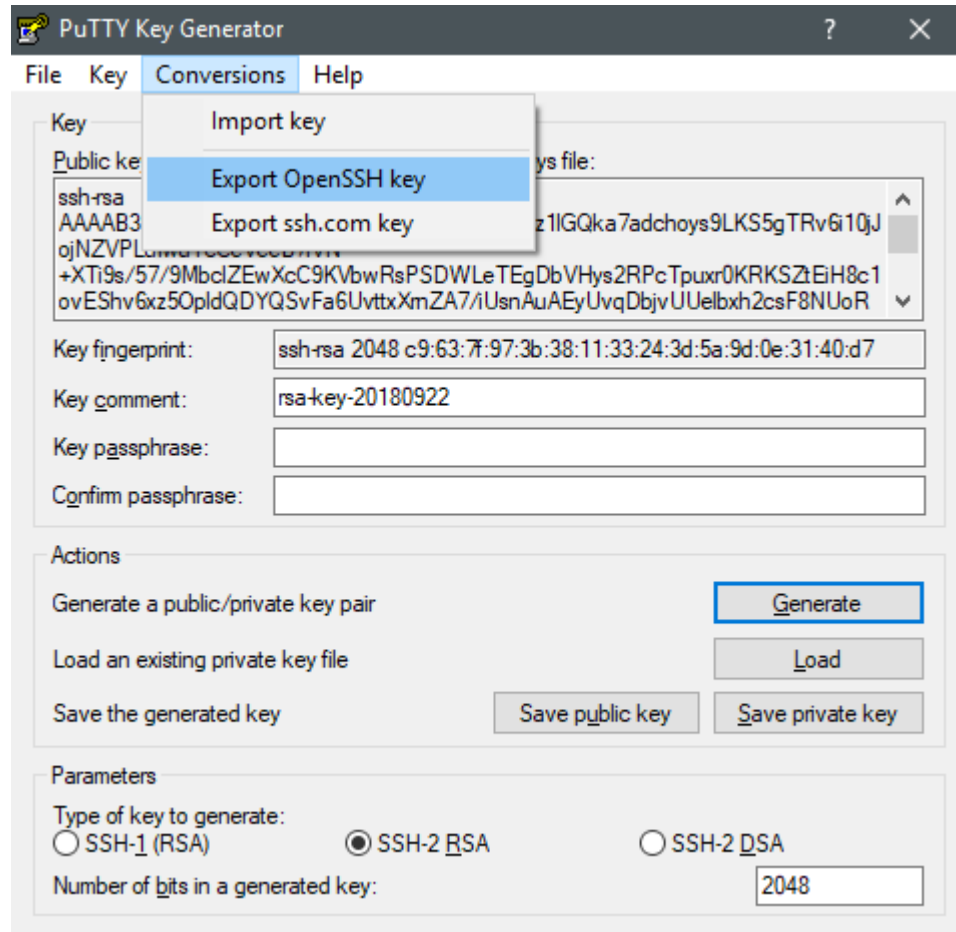 PuTTY Key Generator
? ×
File Key Conversions Help
Import key
Export OpenSSH key
Export ssh.com key
Key
Public ke ys file:
ssh-rsa
AAAAB3 z1lGQka7adchoys9LKS5gTRv6i10jJ
ojNZVPL
+XTi9s/57/9MbclZEwXcC9KVbwRsPSDWLeTEgDbVHys2RPcTpuxr0KRKSZtEiH8c1
ovEShv6xz5OpldQDYQSvFa6UvttxXmZA7/iUsnAuAEyUvqDbjvUUelbxh2csF8NUoR
Key fingerprint: ssh-rsa 2048 c9:63:7f:97:3b:38:11:33:24:3d:5a:9d:0e:31:40:d7
Key comment: rsa-key-20180922
Key passphrase:
Confirm passphrase:
Actions
Generate a public/private key pair Generate
Load an existing private key file Load
Save the generated key Save public key Save private key
Parameters
Type of key to generate:
SSH-1 (RSA) SSH-2 RSA SSH-2 DSA
Number of bits in a generated key: 2048